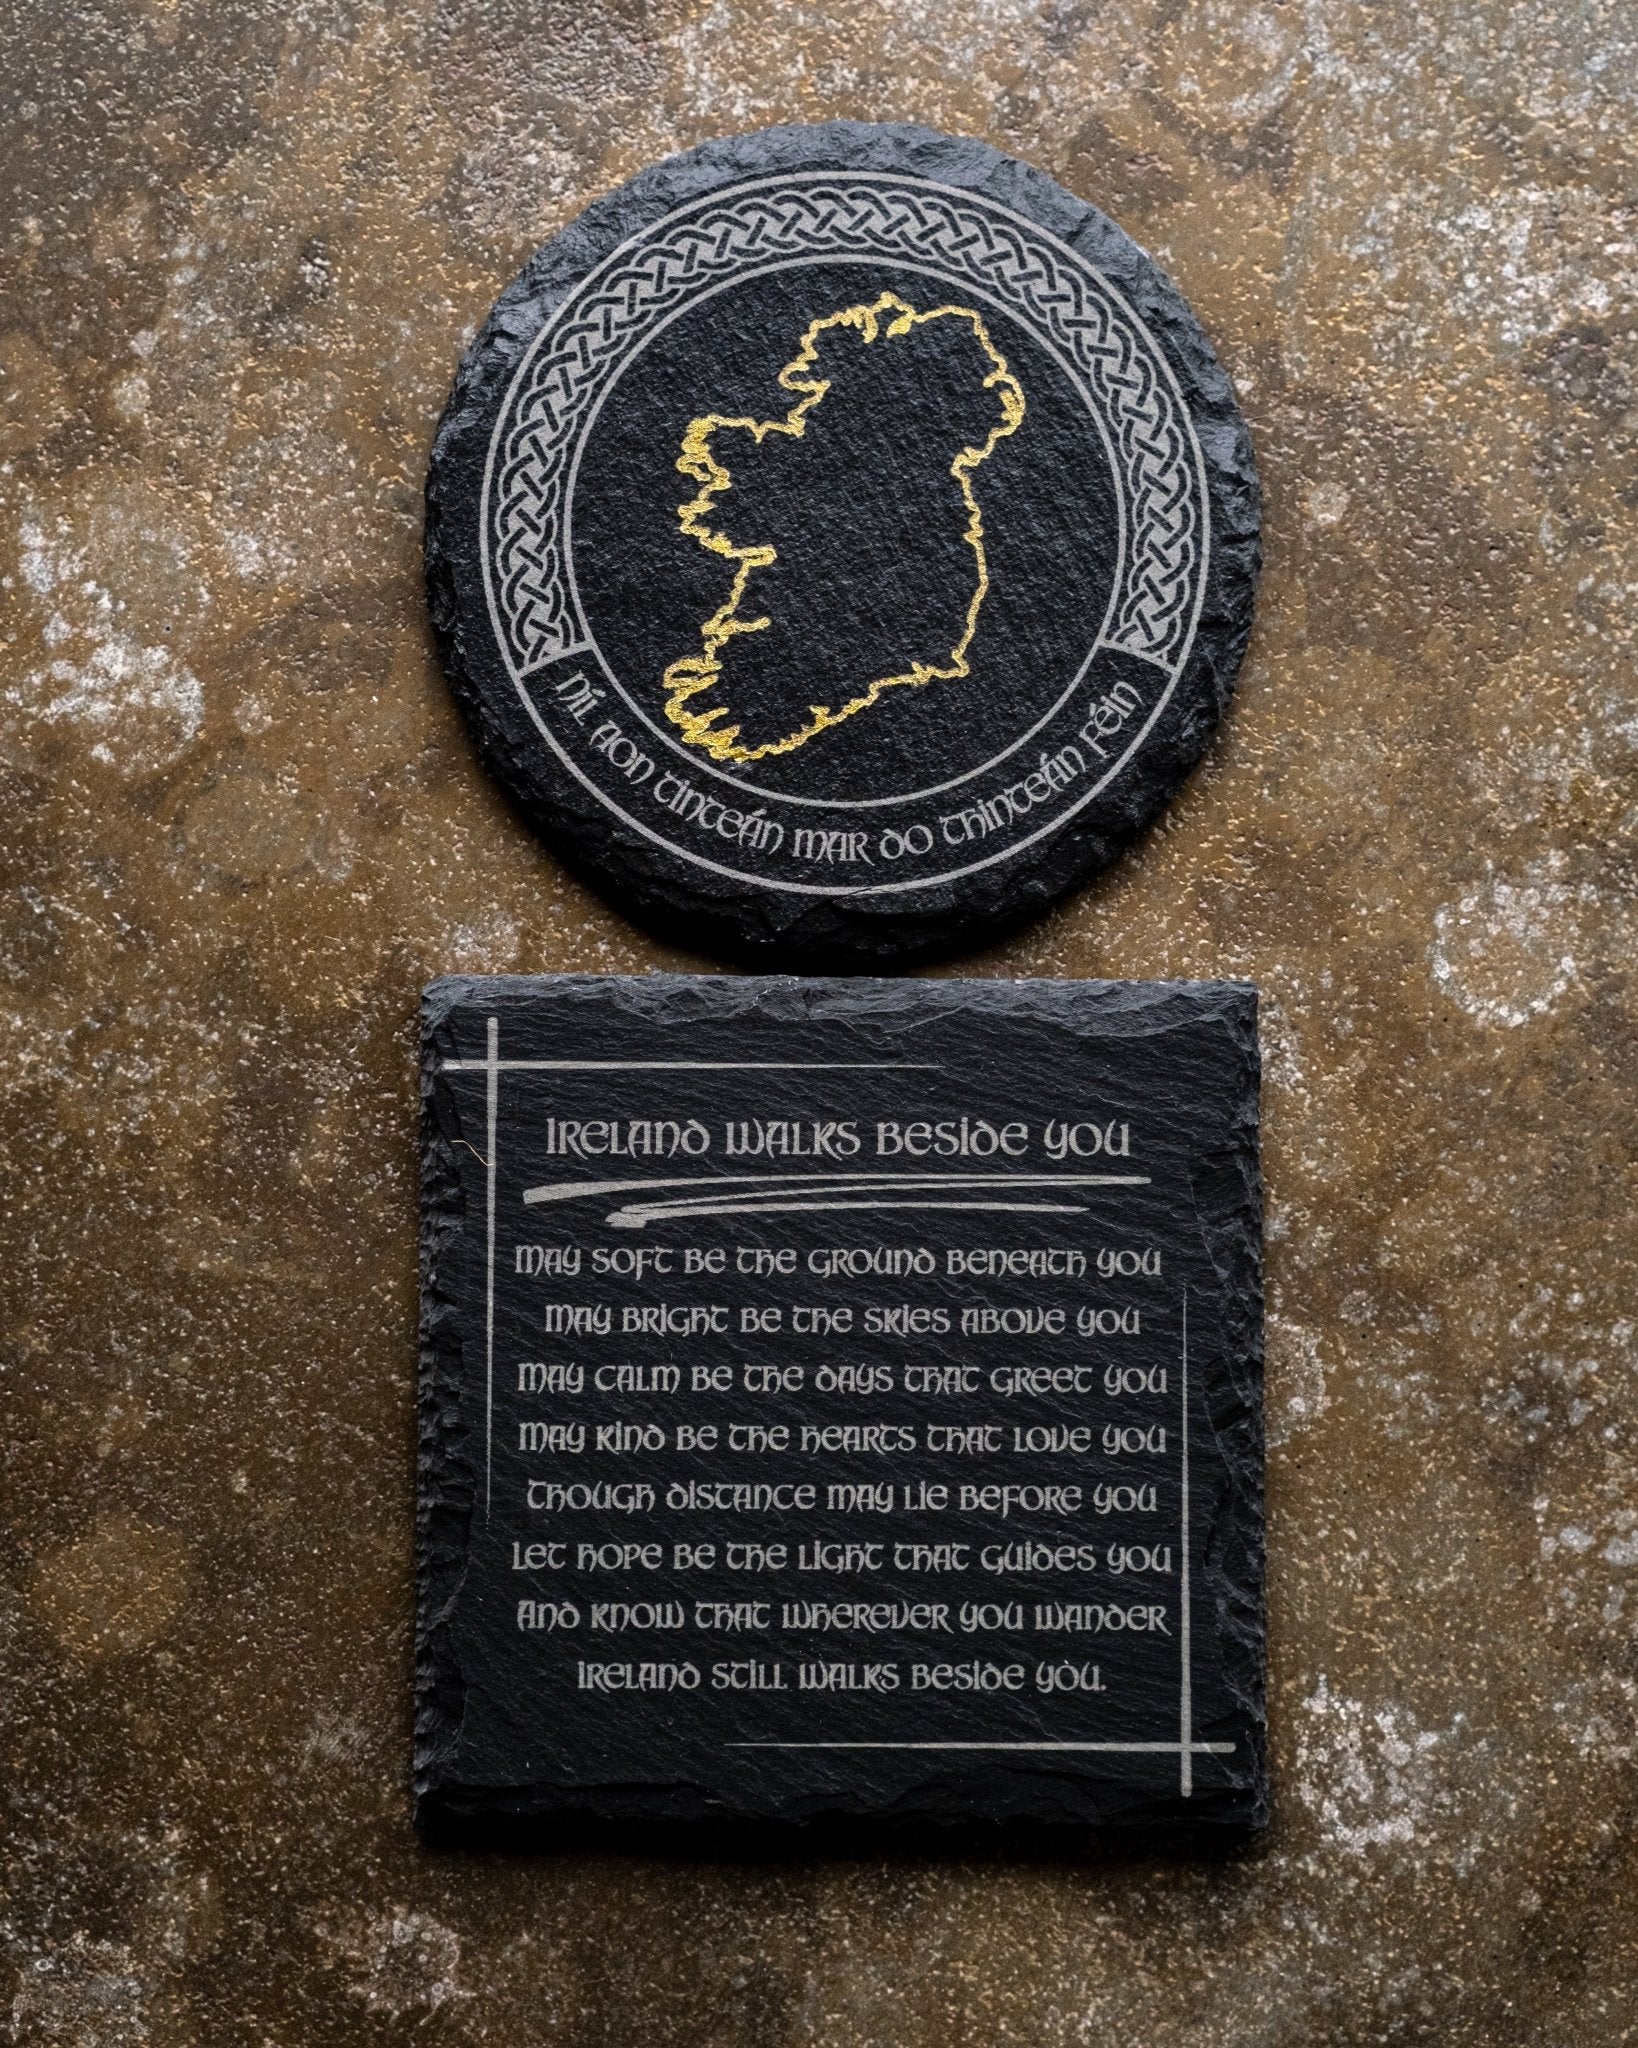 Níl aon tinteán mar do thinteán féin
Ireland walks beside you
May soft be the ground beneath you
May bright be the skies above you
May calm be the days that greet you
May kind be the hearts that love you
Though distance may lie before you
Let hope be the light that guides you
And know that wherever you wander
Ireland still walks beside you.